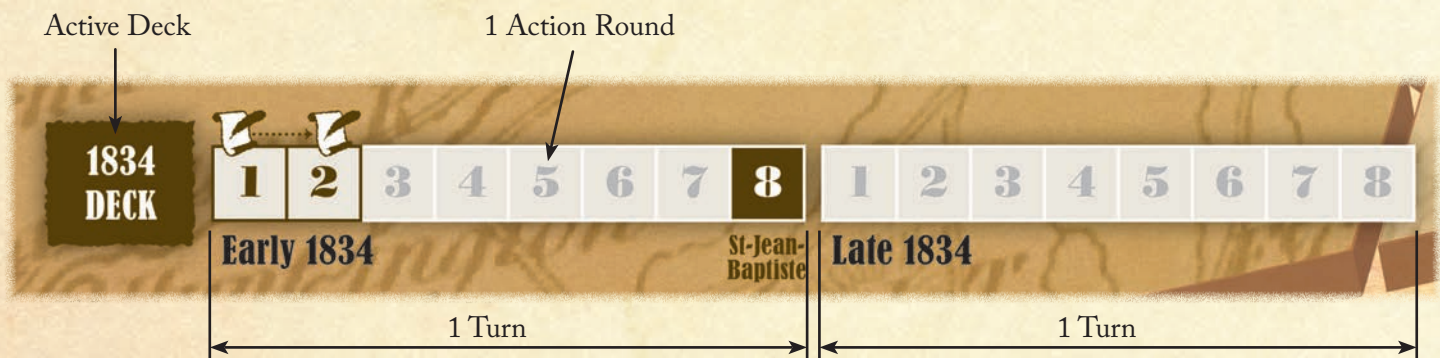 Active Deck
1 Action Round
1834
DECK
1 2 3 4 5 6 7 8
1 2 3 4 5 6 7 8
Early 1834
St-Jean-
Baptiste
Late 1834
1 Turn
1 Turn